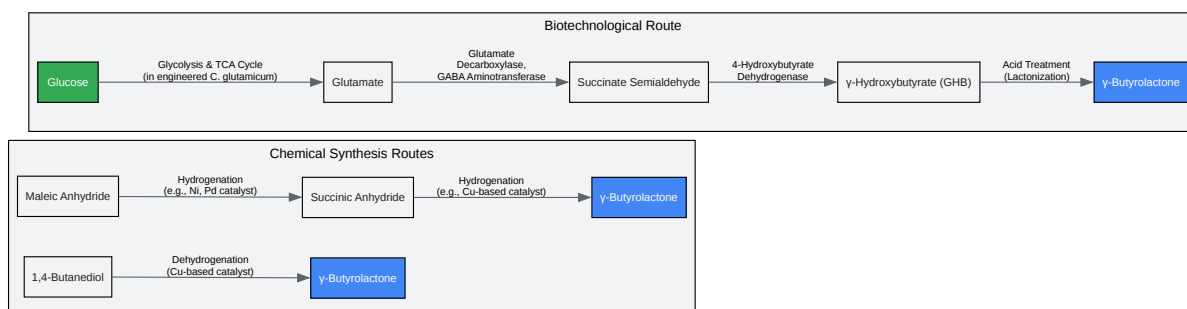 Biotechnological Route
Glucose
Glycolysis & TCA Cycle
(in engineered C. glutamicum)
Glutamate
Glutamate
Decarboxylase,
GABA Aminotransferase
Succinate Semialdehyde
4-Hydroxybutyrate
Dehydrogenase
γ-Hydroxybutyrate (GHB)
Acid Treatment
(Lactonization)
γ-Butyrolactone
Chemical Synthesis Routes
Maleic Anhydride
Hydrogenation
(e.g., Ni, Pd catalyst)
Succinic Anhydride
Hydrogenation
(e.g., Cu-based catalyst)
γ-Butyrolactone
1,4-Butanediol
Dehydrogenation
(Cu-based catalyst)
γ-Butyrolactone